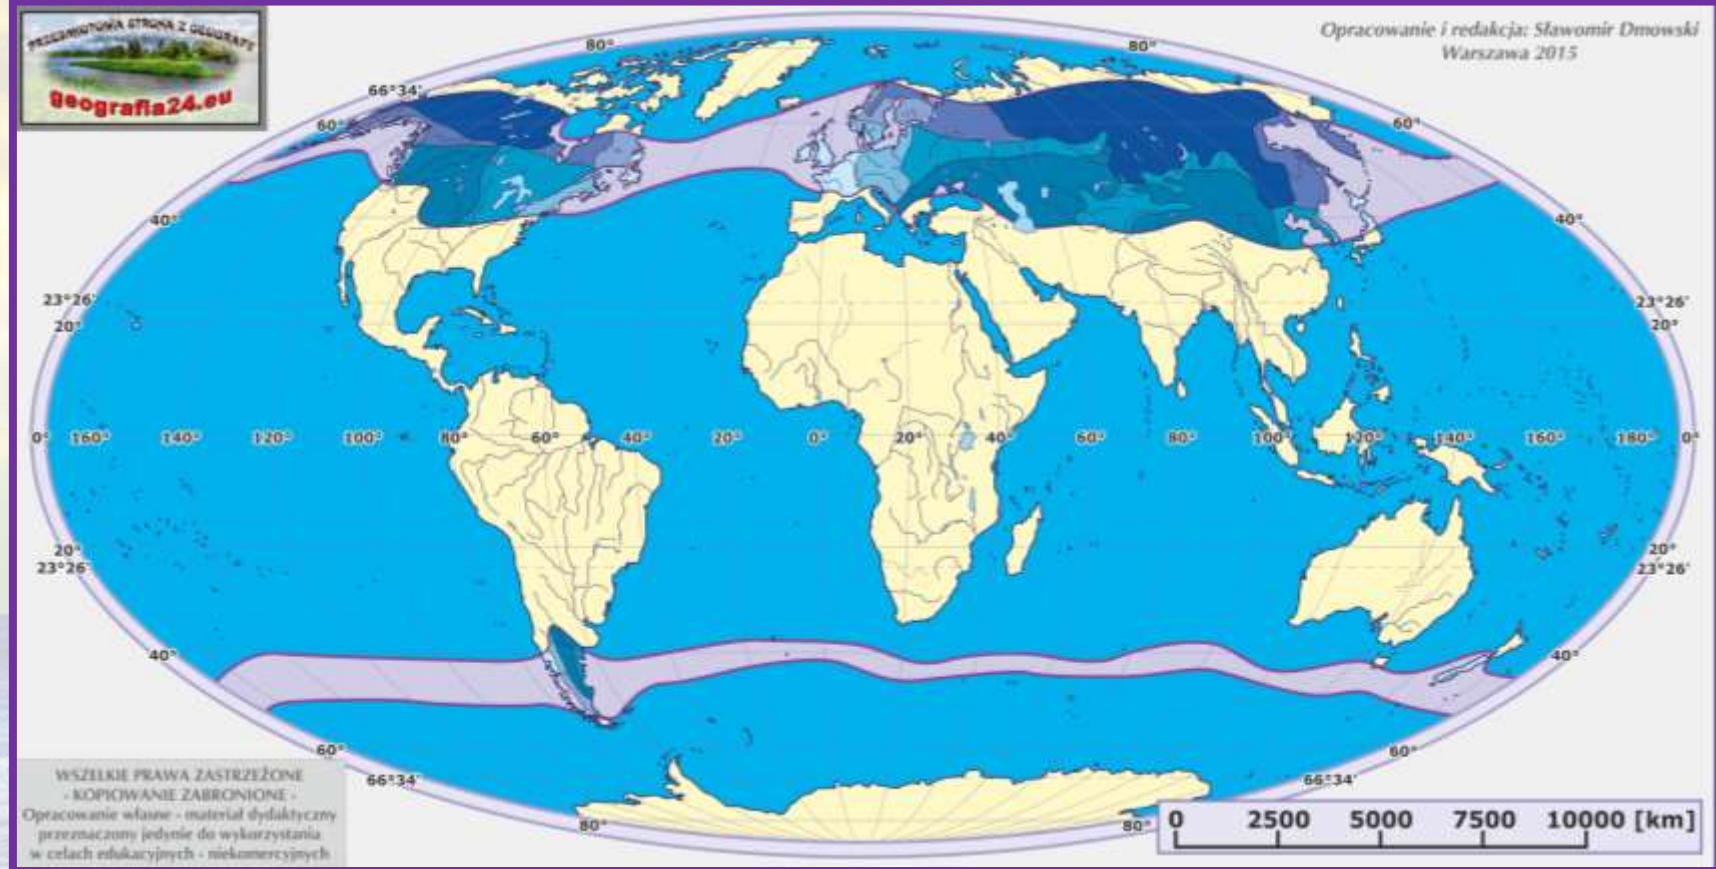 PRZEDMIOTOWA STRONA Z GEOGRAFII
geografia24.eu
Opracowanie i redakcja: Sławomir Dmowski
Warszawa 2015
80° 80°
66°34'
60° 60°
40° 40°
23°26' 23°26'
20° 20°
0° 160° 140° 120° 100° 80° 60° 40° 20° 0° 20° 40° 60° 80° 100° 120° 140° 160° 180° 0°
20° 20°
23°26' 23°26'
40° 40°
60° 60°
66°34' 66°34'
80° 80°
WSZELKIE PRAWA ZASTRZEŻONE
- KOPIOWANIE ZABRONIONE -
Opracowanie własne - materiał dydaktyczny
przeznaczony jedynie do wykorzystania
w celach edukacyjnych - niekomercyjnych
0 2500 5000 7500 10000 [km]